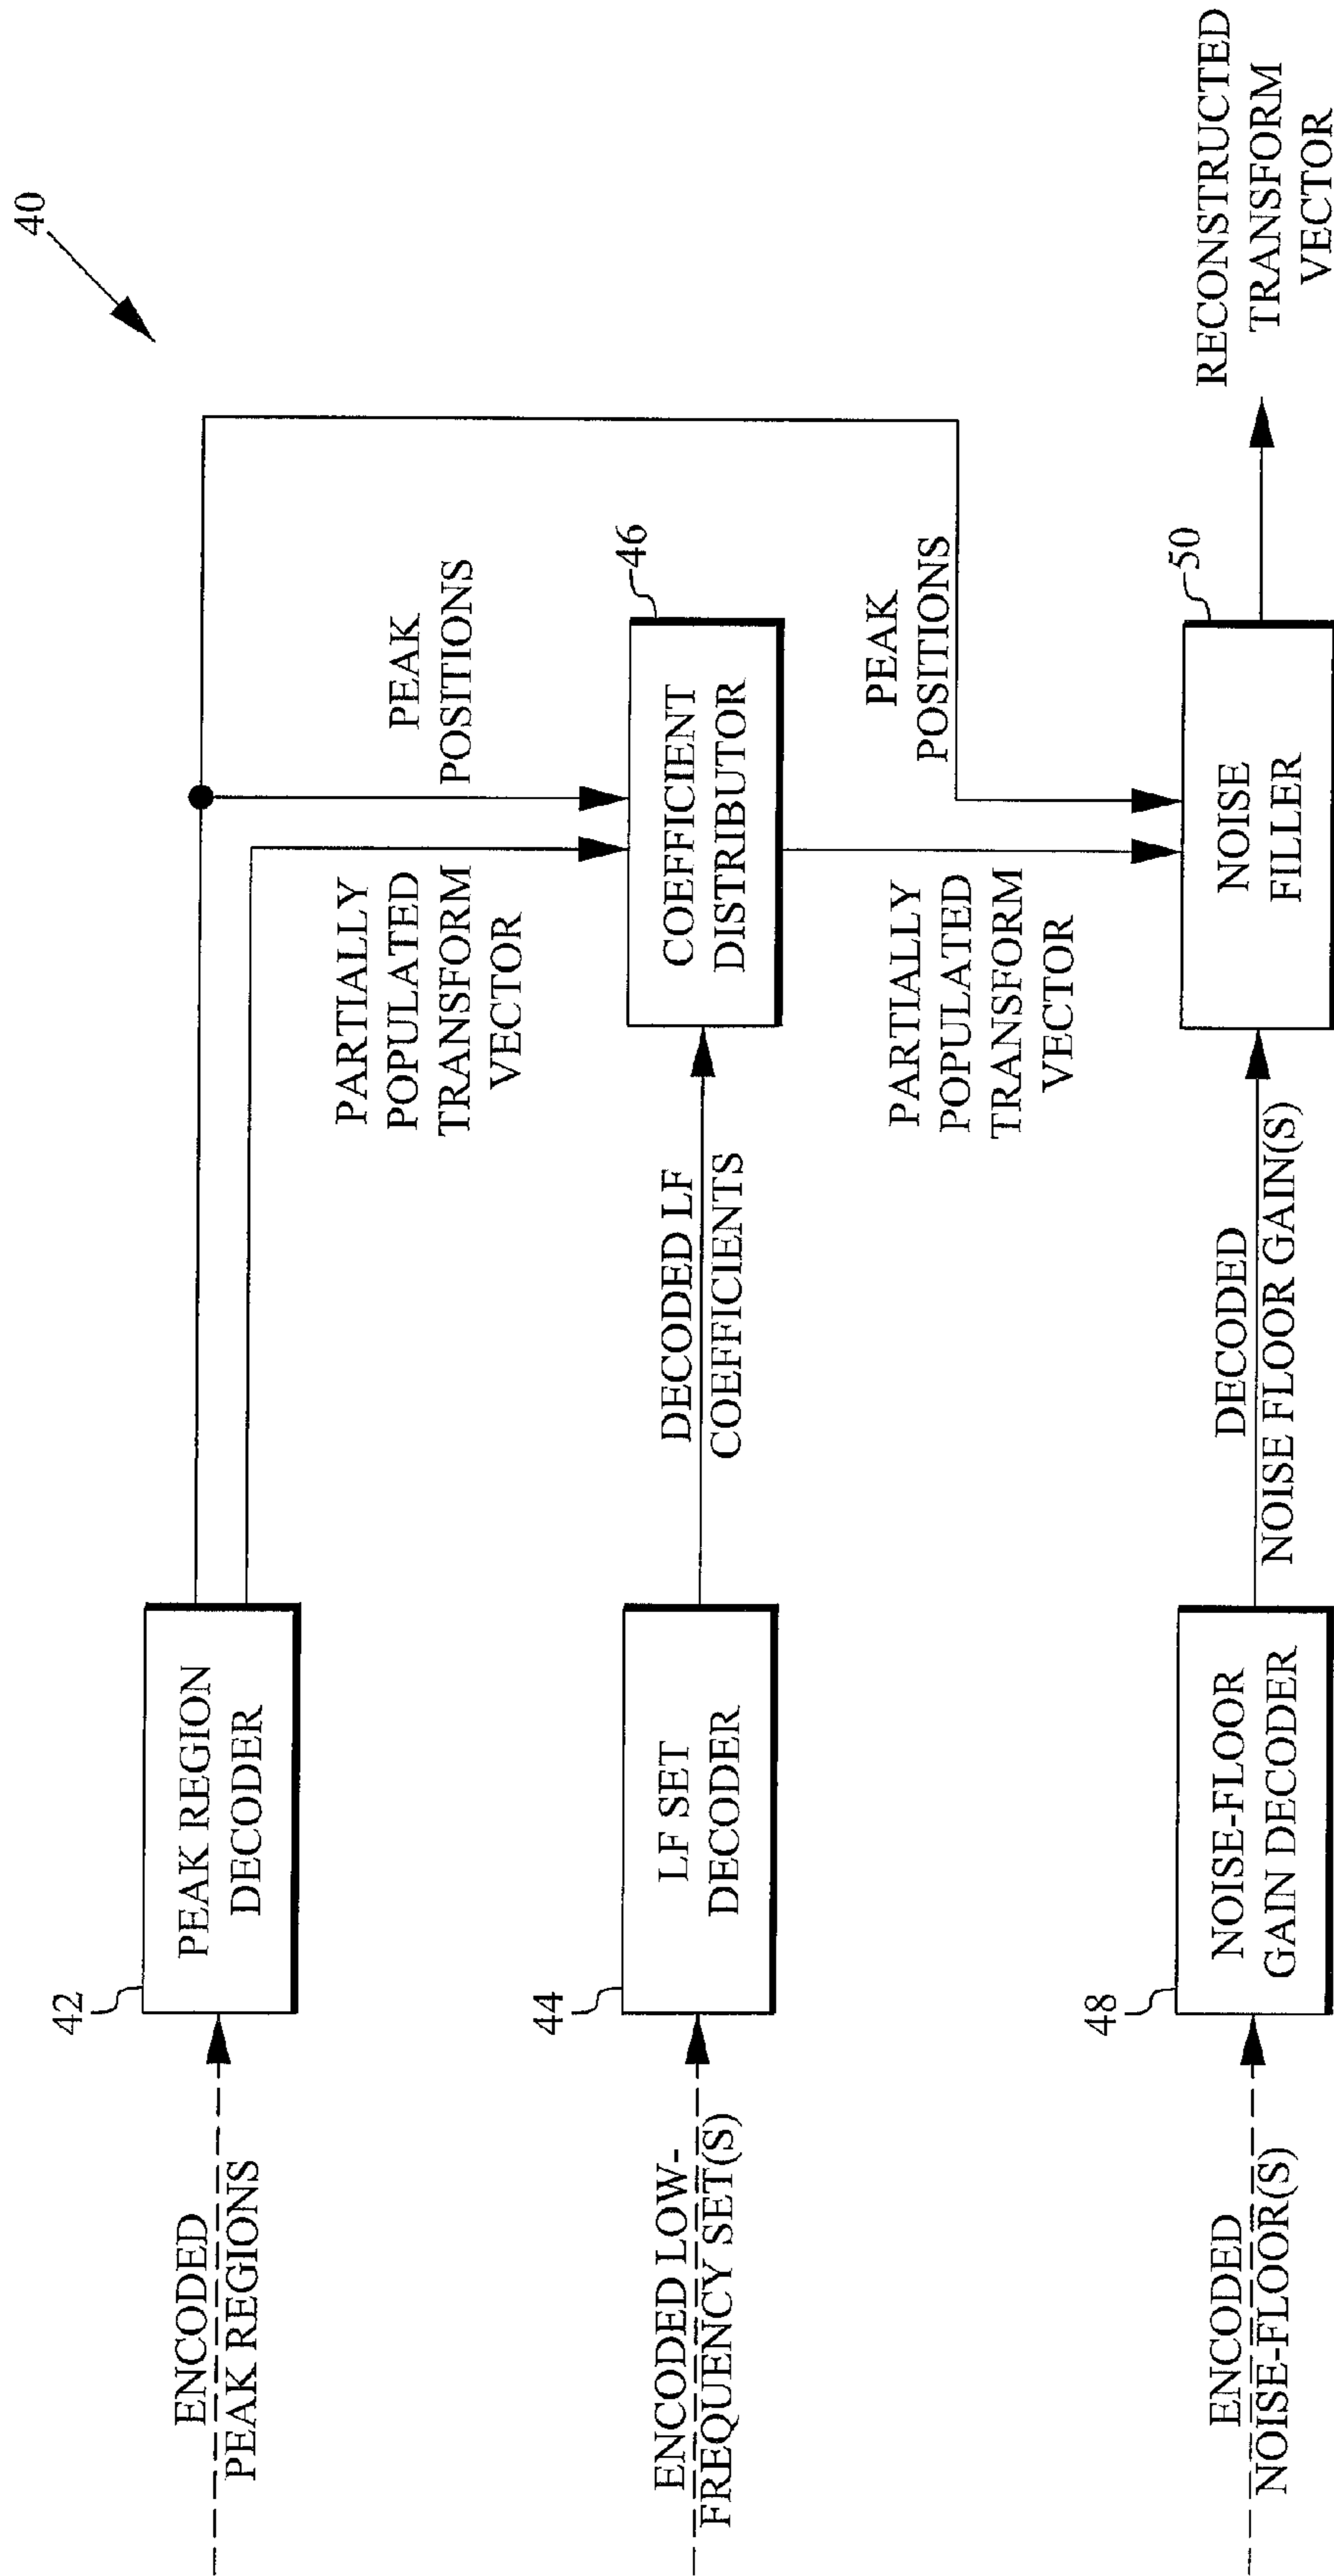 40
ENCODED
PEAK REGIONS
42
PEAK REGION
DECODER
PARTIALLY
POPULATED
TRANSFORM
VECTOR
PEAK
POSITIONS
ENCODED LOW-
FREQUENCY SET(S)
44
LF SET
DECODER
DECODED LF
COEFFICIENTS
COEFFICIENT
DISTRIBUTOR
46
PARTIALLY
POPULATED
TRANSFORM
VECTOR
PEAK
POSITIONS
ENCODED
NOISE-FLOOR(S)
48
NOISE-FLOOR
GAIN DECODER
DECODED
NOISE FLOOR GAIN(S)
NOISE
FILLER
50
RECONSTRUCTED
TRANSFORM
VECTOR